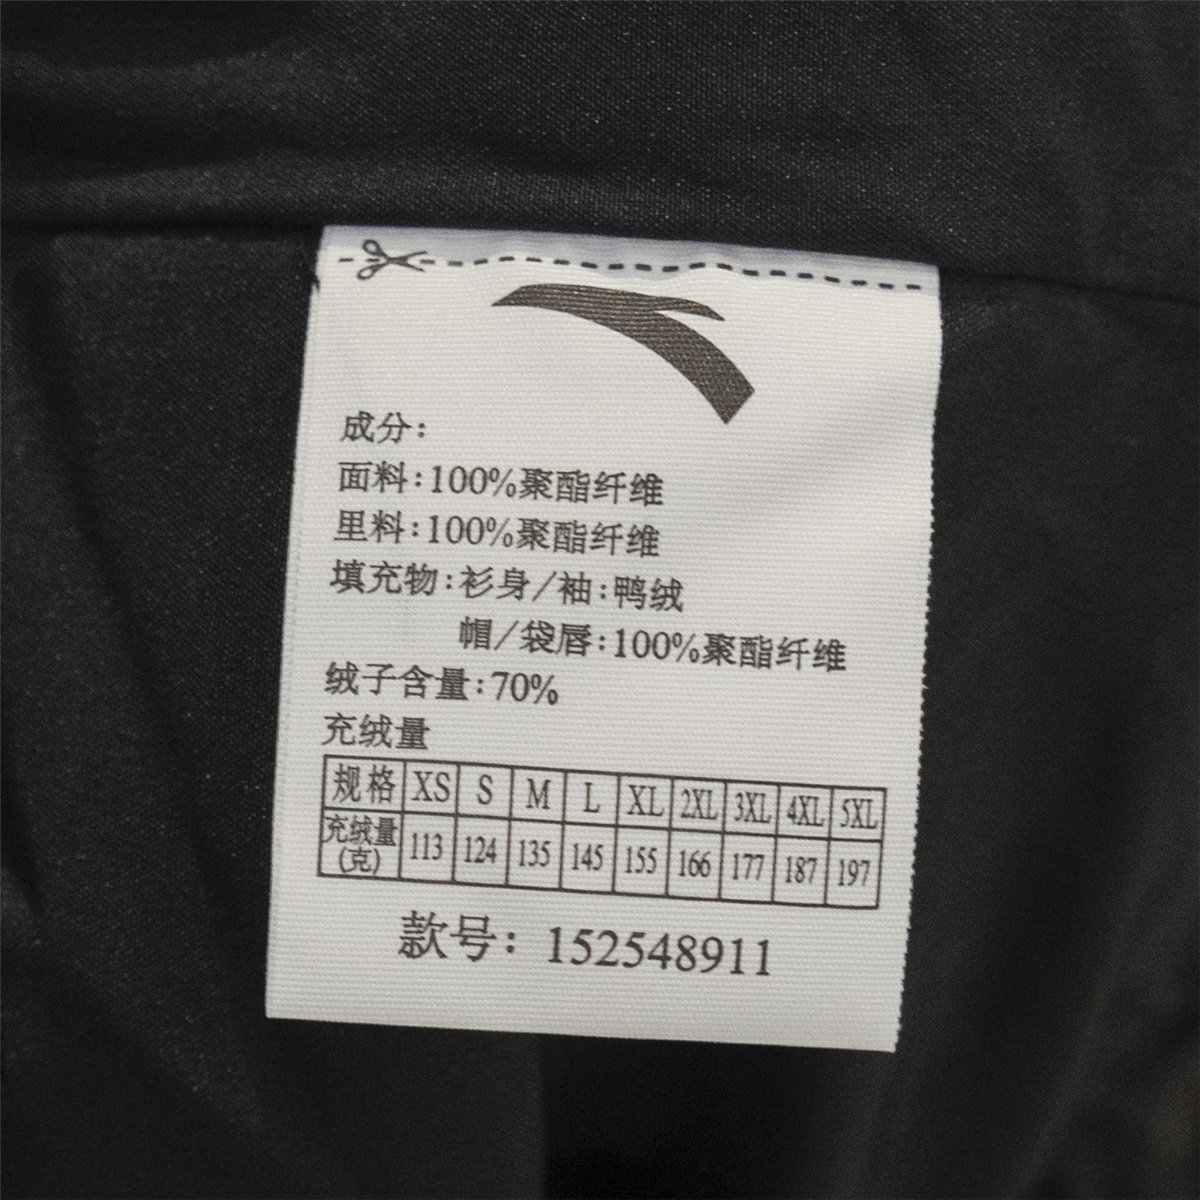 成分:
面料:100%聚酯纤维
里料:100%聚酯纤维
填充物:衫身/袖:鸭绒
帽/袋唇:100%聚酯纤维
绒子含量:70%
充绒量
规格 XS S M L XL 2XL 3XL 4XL 5XL
充绒量(克) 113 124 135 145 155 166 177 187 197
款号: 152548911